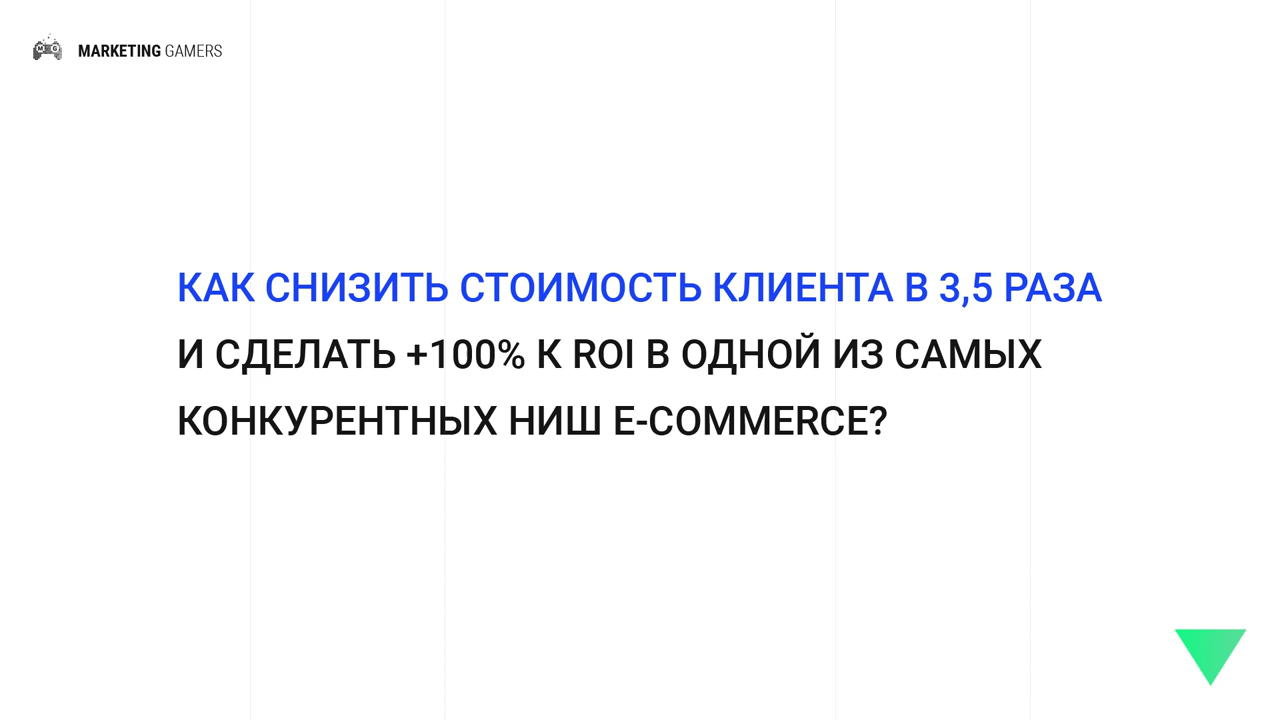 MARKETING GAMERS
КАК СНИЗИТЬ СТОИМОСТЬ КЛИЕНТА В 3,5 РАЗА
И СДЕЛАТЬ +100% К ROI В ОДНОЙ ИЗ САМЫХ
КОНКУРЕНТНЫХ НИШ E-COMMERCE?